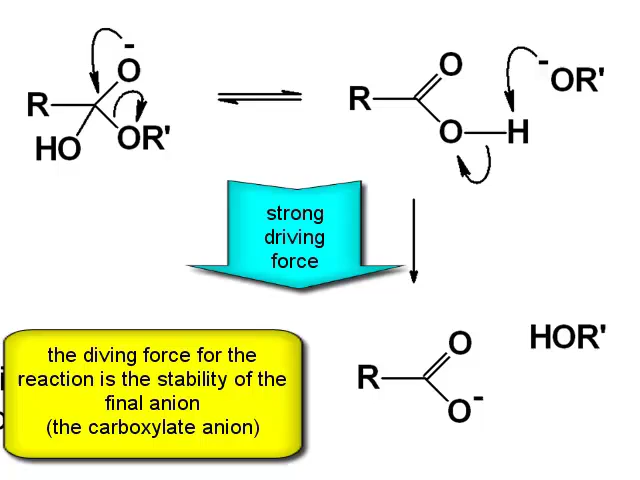 -
O
R
HO
OR'
O
R
O
H
-
OR'
strong
driving
force
the diving force for the
reaction is the stability of the
final anion
(the carboxylate anion)
R
O
O-
HOR'